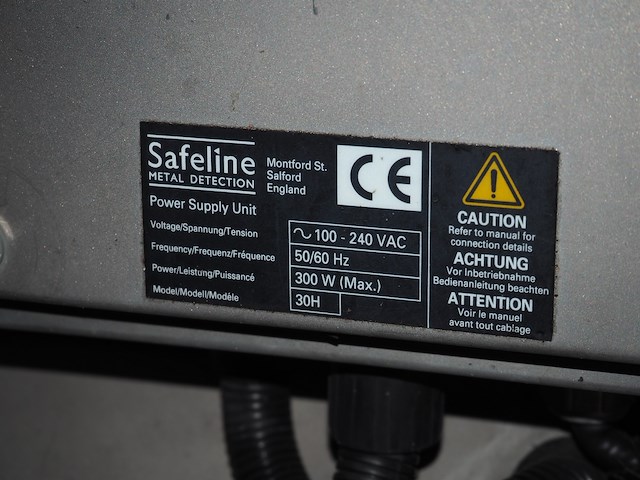 Safeline
METAL DETECTION
Montford St.
Salford
England
CE
Power Supply Unit
Voltage/Spannung/Tension
~ 100 - 240 VAC
Frequency/Frequenz/Fréquence
50/60 Hz
Power/Leistung/Puissancé
300 W (Max.)
Model/Modell/Modèle
30H
CAUTION
Refer to manual for
connection details
ACHTUNG
Vor Inbetriebnahme
Bedienanleitung beachten
ATTENTION
Voir le manuel
avant tout cablage